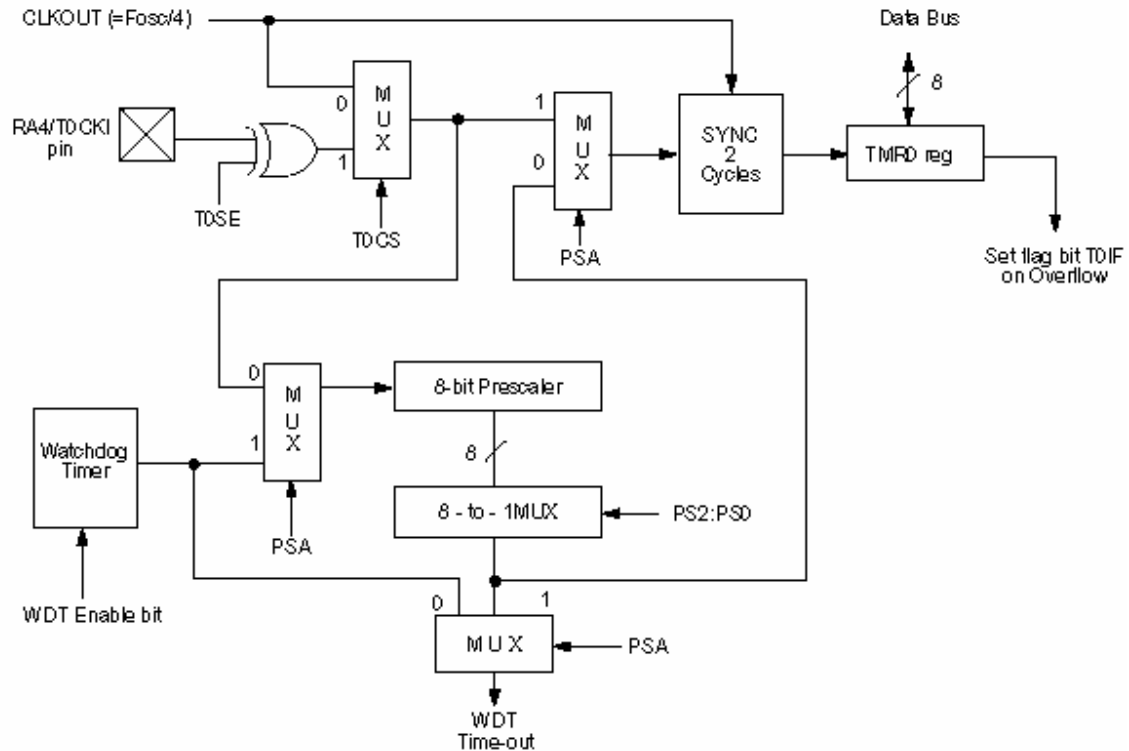 CLKOUT (=Fosc/4)
Data Bus
8
0
M
U
X
1
RA4/T0CKI
pin
T0SE
T0CS
1
0
M
U
X
PSA
SYNC
2
Cycles
TMR0 reg
Set flag bit T0IF
on Overflow
0
M
U
X
1
8-bit Prescaler
Watchdog
Timer
8
8 - to - 1MUX
PS2:PS0
PSA
WDT Enable bit
0
1
M U X
PSA
WDT
Time-out